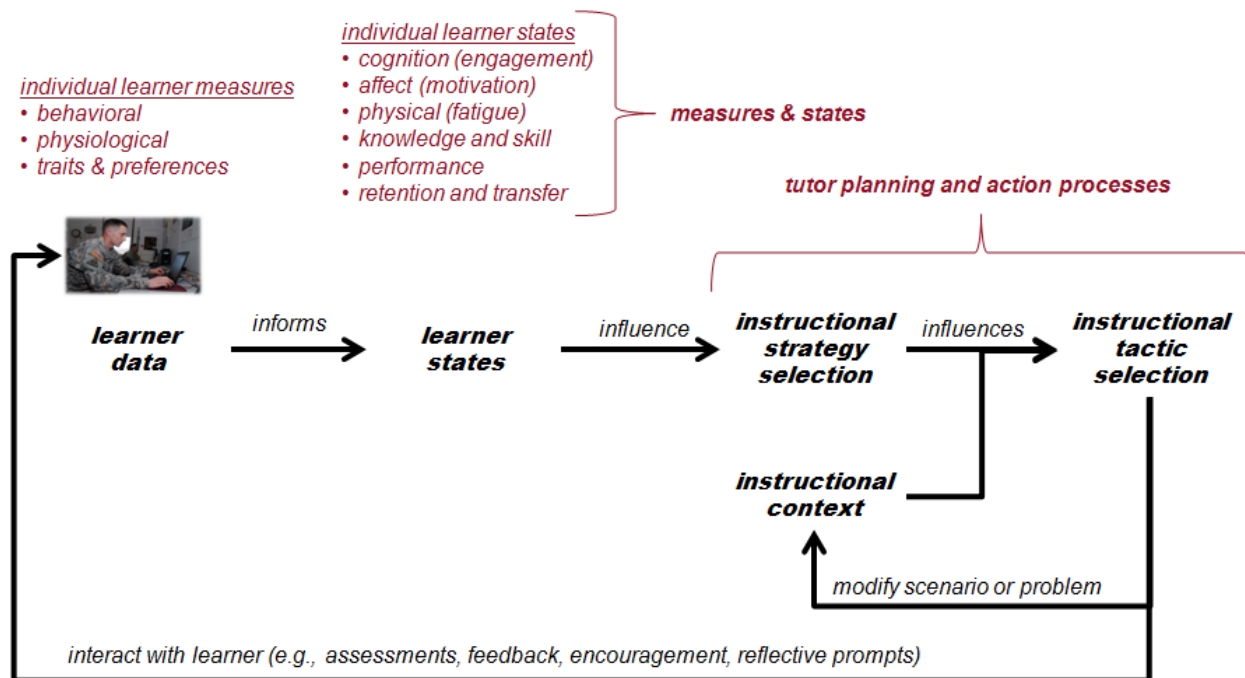 individual learner measures
• behavioral
• physiological
• traits & preferences
individual learner states
• cognition (engagement)
• affect (motivation)
• physical (fatigue)
• knowledge and skill
• performance
• retention and transfer
measures & states
tutor planning and action processes
learner
data
informs
learner
states
influence
instructional
strategy
selection
influences
instructional
tactic
selection
instructional
context
modify scenario or problem
interact with learner (e.g., assessments, feedback, encouragement, reflective prompts)